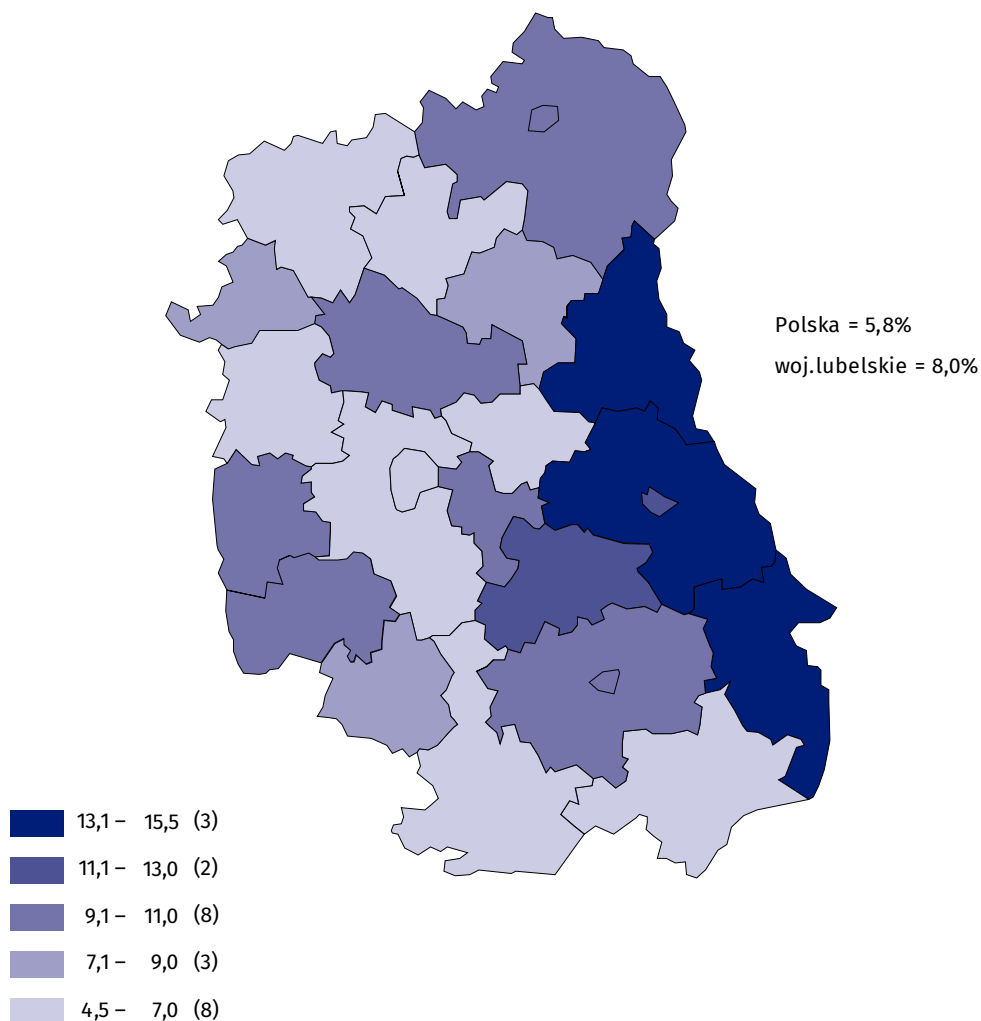 Polska = 5,8%
woj.lubelskie = 8,0%
13,1 – 15,5 (3)
11,1 – 13,0 (2)
9,1 – 11,0 (8)
7,1 – 9,0 (3)
4,5 – 7,0 (8)